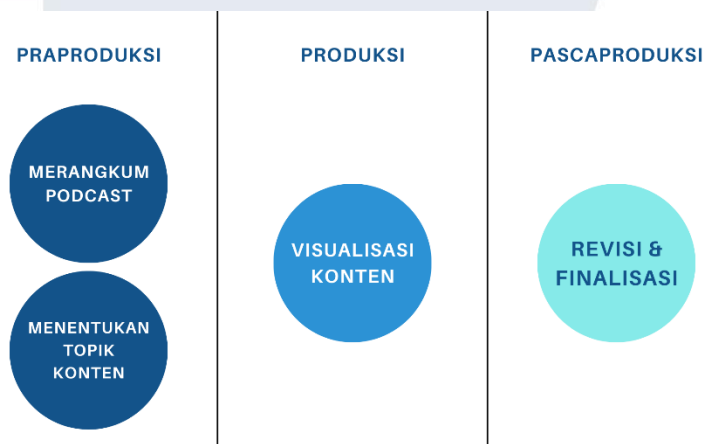 PRAPRODUKSI
PRODUKSI
PASCAPRODUKSI
MERANGKUM
PODCAST
MENENTUKAN
TOPIK
KONTEN
VISUALISASI
KONTEN
REVISI &
FINALISASI